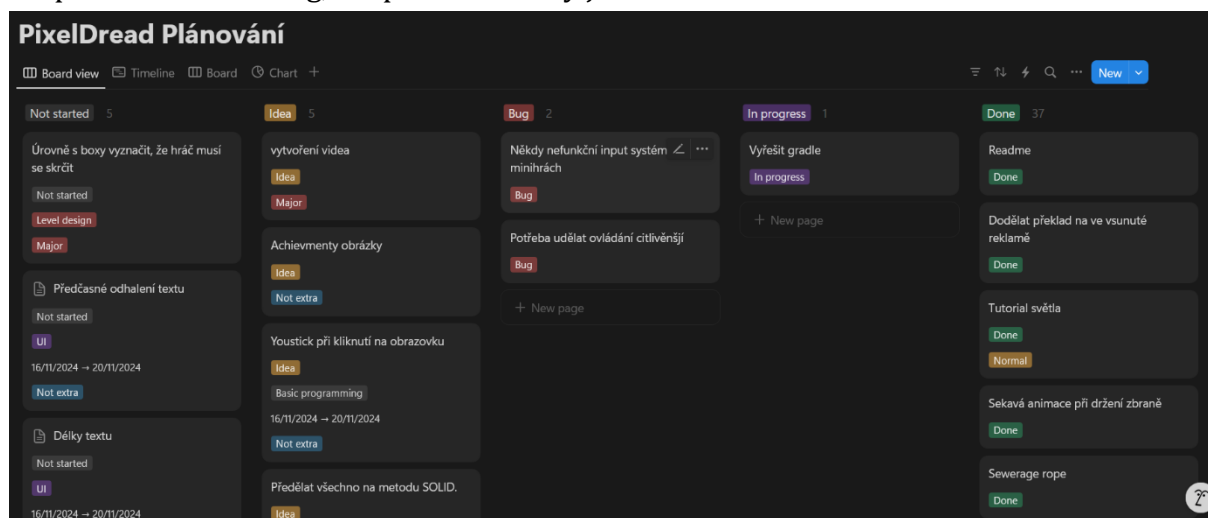 PixelDread Plánování
Board view Timeline Board Chart +
New
Not started 5
Úrovně s boxy vyznačit, že hráč musí
se skrčit
Not started
Level design
Major
Předčasné odhalení textu
Not started
UI
16/11/2024 → 20/11/2024
Not extra
Délky textu
Not started
UI
16/11/2024 → 20/11/2024
Idea 5
vytvoření videa
Idea
Major
Achievmenty obrázky
Idea
Not extra
Youstick při kliknutí na obrazovku
Idea
Basic programming
16/11/2024 → 20/11/2024
Not extra
Předělat všechno na metodu SOLID.
Idea
Bug 2
Někdy nefunkční input systém
minihrách
Bug
Potřeba udělat ovládání citlivěnšjí
Bug
+ New page
In progress 1
Vyřešit gradle
In progress
+ New page
Done 37
Readme
Done
Dodělat překlad na ve vsunuté
reklamě
Done
Tutorial světla
Done
Normal
Sekavá animace při držení zbraně
Done
Sewerage rope
Done